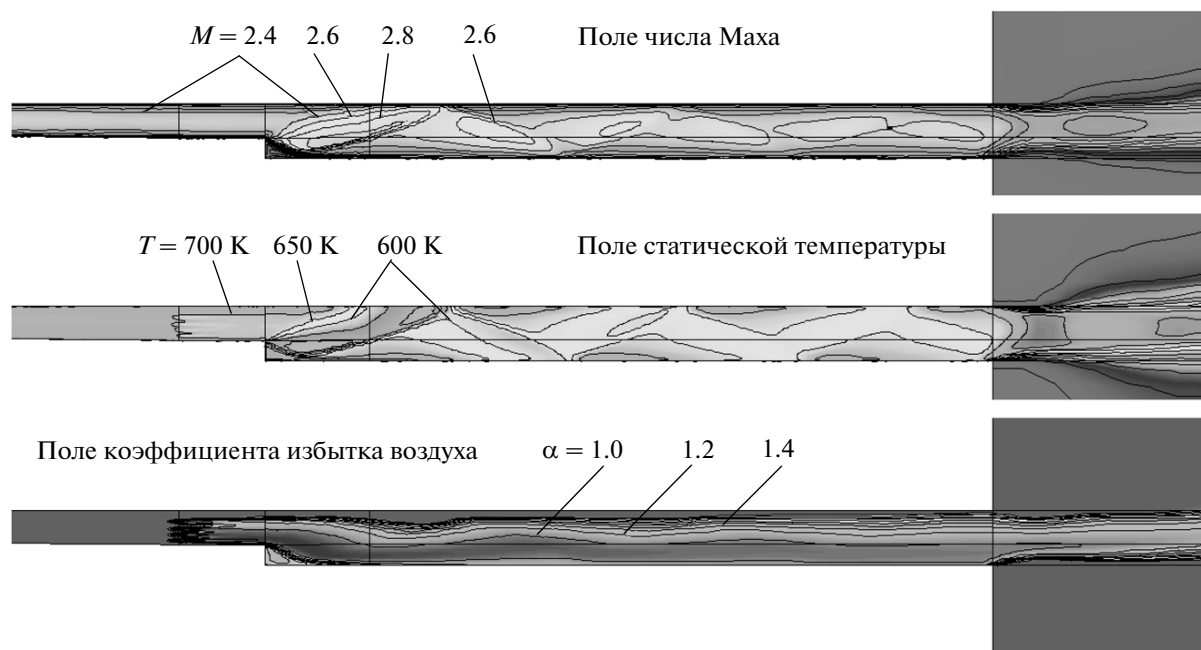 M = 2.4 2.6 2.8 2.6 Поле числа Маха
T = 700 K 650 K 600 K Поле статической температуры
Поле коэффициента избытка воздуха α = 1.0 1.2 1.4